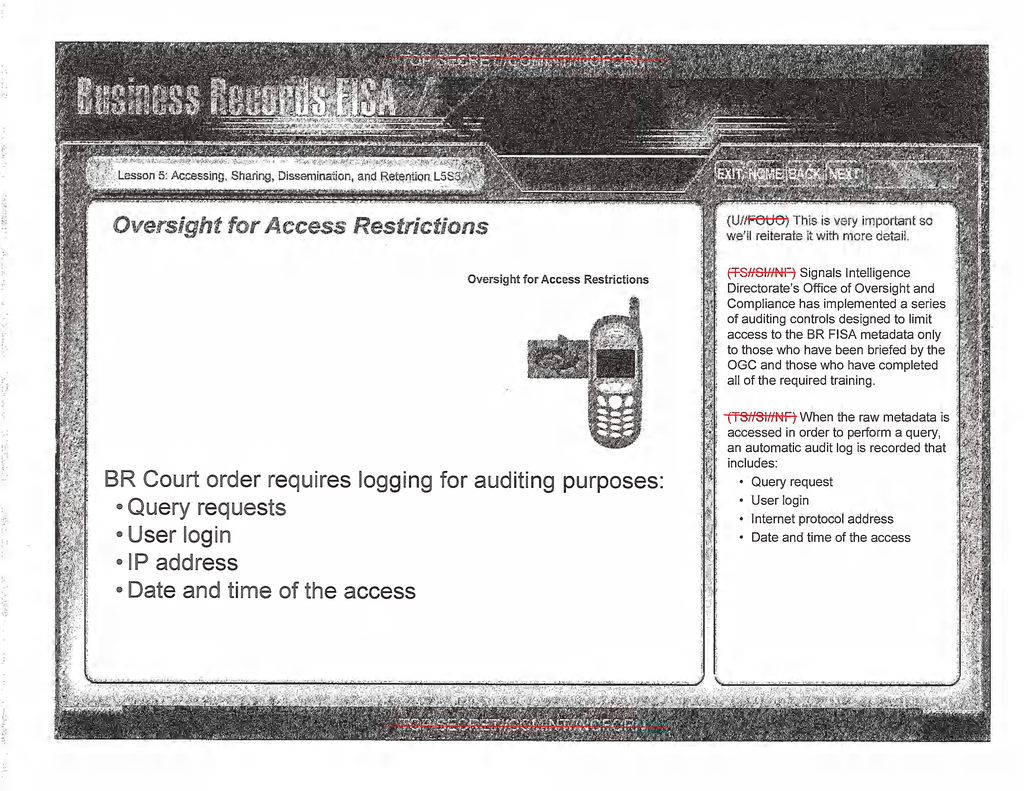 TOP SECRET//COMINT//NOFORN
Business Records FISA
Lesson 5: Accessing, Sharing, Dissemination, and Retention L5S3
EXIT HOME BACK NEXT
Oversight for Access Restrictions
Oversight for Access Restrictions
BR Court order requires logging for auditing purposes:
• Query requests
• User login
• IP address
• Date and time of the access
(U//FOUO) This is very important so
we'll reiterate it with more detail.
(TS//SI//NF) Signals Intelligence
Directorate's Office of Oversight and
Compliance has implemented a series
of auditing controls designed to limit
access to the BR FISA metadata only
to those who have been briefed by the
OGC and those who have completed
all of the required training.
(TS//SI//NF) When the raw metadata is
accessed in order to perform a query,
an automatic audit log is recorded that
includes:
• Query request
• User login
• Internet protocol address
• Date and time of the access
TOP SECRET//COMINT//NOFORN